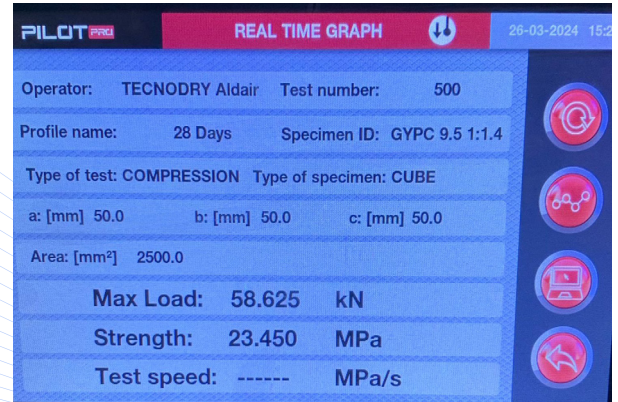 PILOT PRO REAL TIME GRAPH 26-03-2024 15:2
Operator: TECNODRY Aldair Test number: 500
Profile name: 28 Days Specimen ID: GYPC 9.5 1:1.4
Type of test: COMPRESSION Type of specimen: CUBE
a: [mm] 50.0 b: [mm] 50.0 c: [mm] 50.0
Area: [mm²] 2500.0
Max Load: 58.625 kN
Strength: 23.450 MPa
Test speed: ------ MPa/s